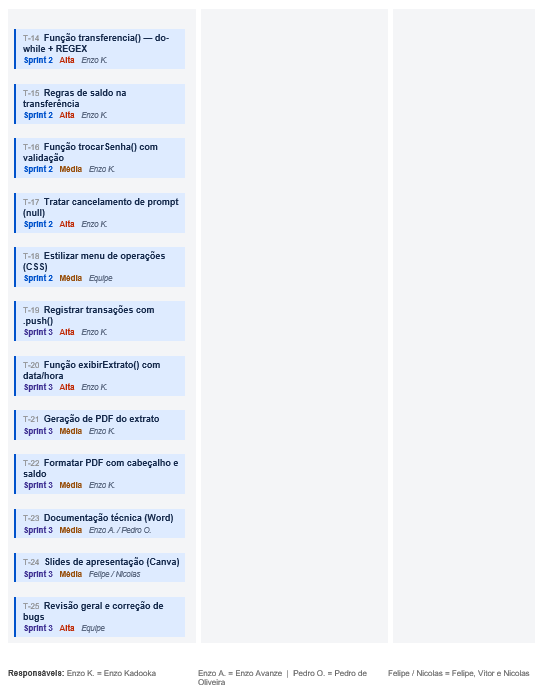 T-14 Função transferencia() — do-
while + REGEX
Sprint 2 Alta Enzo K.
T-15 Regras de saldo na
transferência
Sprint 2 Alta Enzo K.
T-16 Função trocarSenha() com
validação
Sprint 2 Média Enzo K.
T-17 Tratar cancelamento de prompt
(null)
Sprint 2 Alta Enzo K.
T-18 Estilizar menu de operações
(CSS)
Sprint 2 Média Equipe
T-19 Registrar transações com
.push()
Sprint 3 Alta Enzo K.
T-20 Função exibirExtrato() com
data/hora
Sprint 3 Alta Enzo K.
T-21 Geração de PDF do extrato
Sprint 3 Média Enzo K.
T-22 Formatar PDF com cabeçalho e
saldo
Sprint 3 Média Enzo K.
T-23 Documentação técnica (Word)
Sprint 3 Média Enzo A. / Pedro O.
T-24 Slides de apresentação (Canva)
Sprint 3 Média Felipe / Nicolas
T-25 Revisão geral e correção de
bugs
Sprint 3 Alta Equipe
Responsáveis: Enzo K. = Enzo Kadooka
Enzo A. = Enzo Avanze | Pedro O. = Pedro de
Oliveira
Felipe / Nicolas = Felipe, Vitor e Nicolas